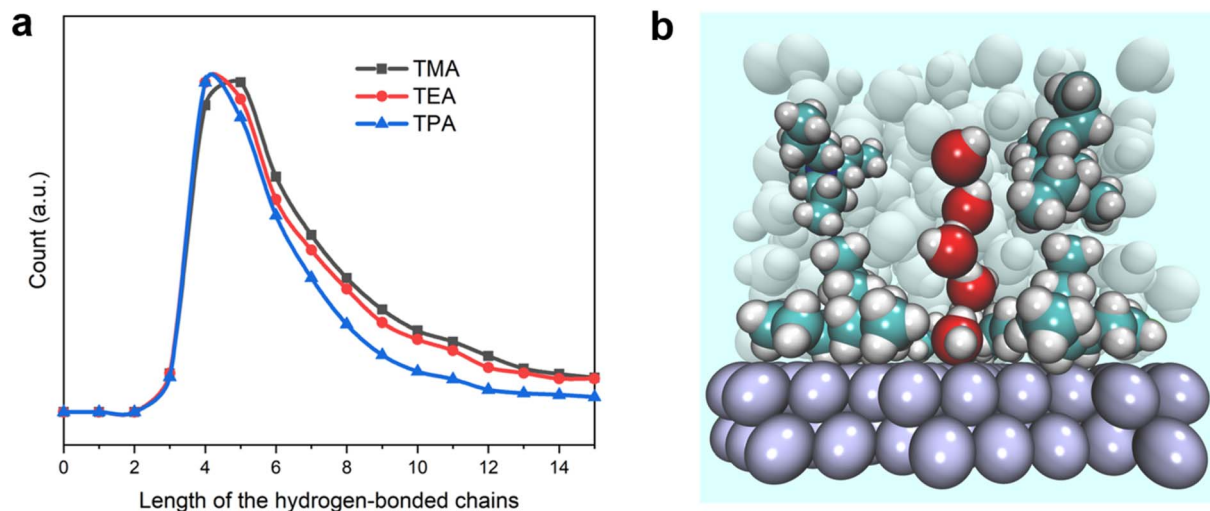 a
TMA
TEA
TPA
Count (a.u.)
0 2 4 6 8 10 12 14
Length of the hydrogen-bonded chains
b